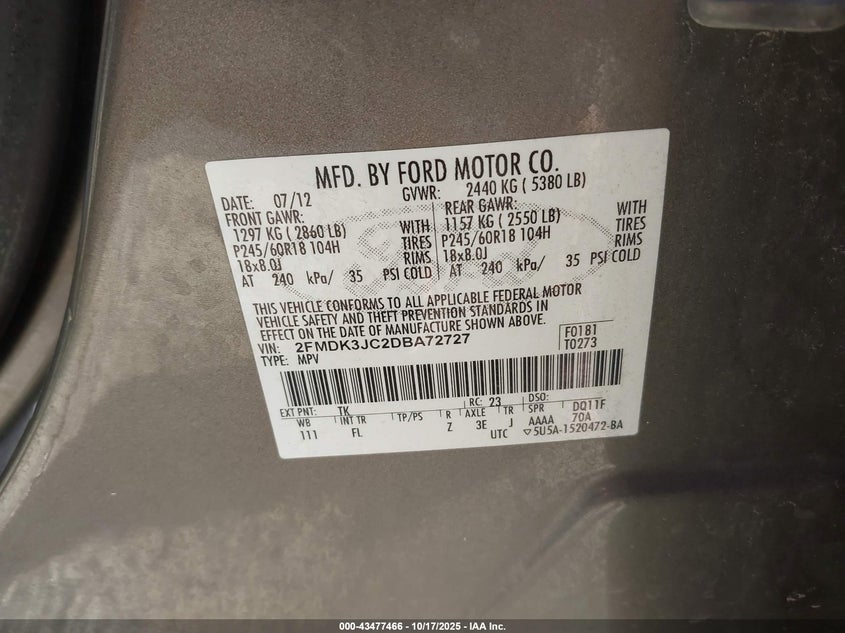 MFD. BY FORD MOTOR CO.
DATE: 07/12 GVWR: 2440 KG ( 5380 LB)
FRONT GAWR: REAR GAWR:
1297 KG ( 2860 LB) WITH 1157 KG ( 2550 LB) WITH
P245/60R18 104H TIRES P245/60R18 104H TIRES
18x8.0J RIMS 18x8.0J RIMS
AT 240 kPa/ 35 PSI COLD AT 240 kPa/ 35 PSI COLD
THIS VEHICLE CONFORMS TO ALL APPLICABLE FEDERAL MOTOR
VEHICLE SAFETY AND THEFT PREVENTION STANDARDS IN
EFFECT ON THE DATE OF MANUFACTURE SHOWN ABOVE.
VIN: 2FMDK3JC2DBA72727 F0181
TYPE: MPV T0273
EXT PNT: TK RC: 23 DSO:
WB INT TR TP/PS R AXLE TR SPR DQ11F
111 FL Z 3E J AAAA 70A
UTC ▽5U5A-1520472-BA
000-43477466 - 10/17/2025 - IAA Inc.